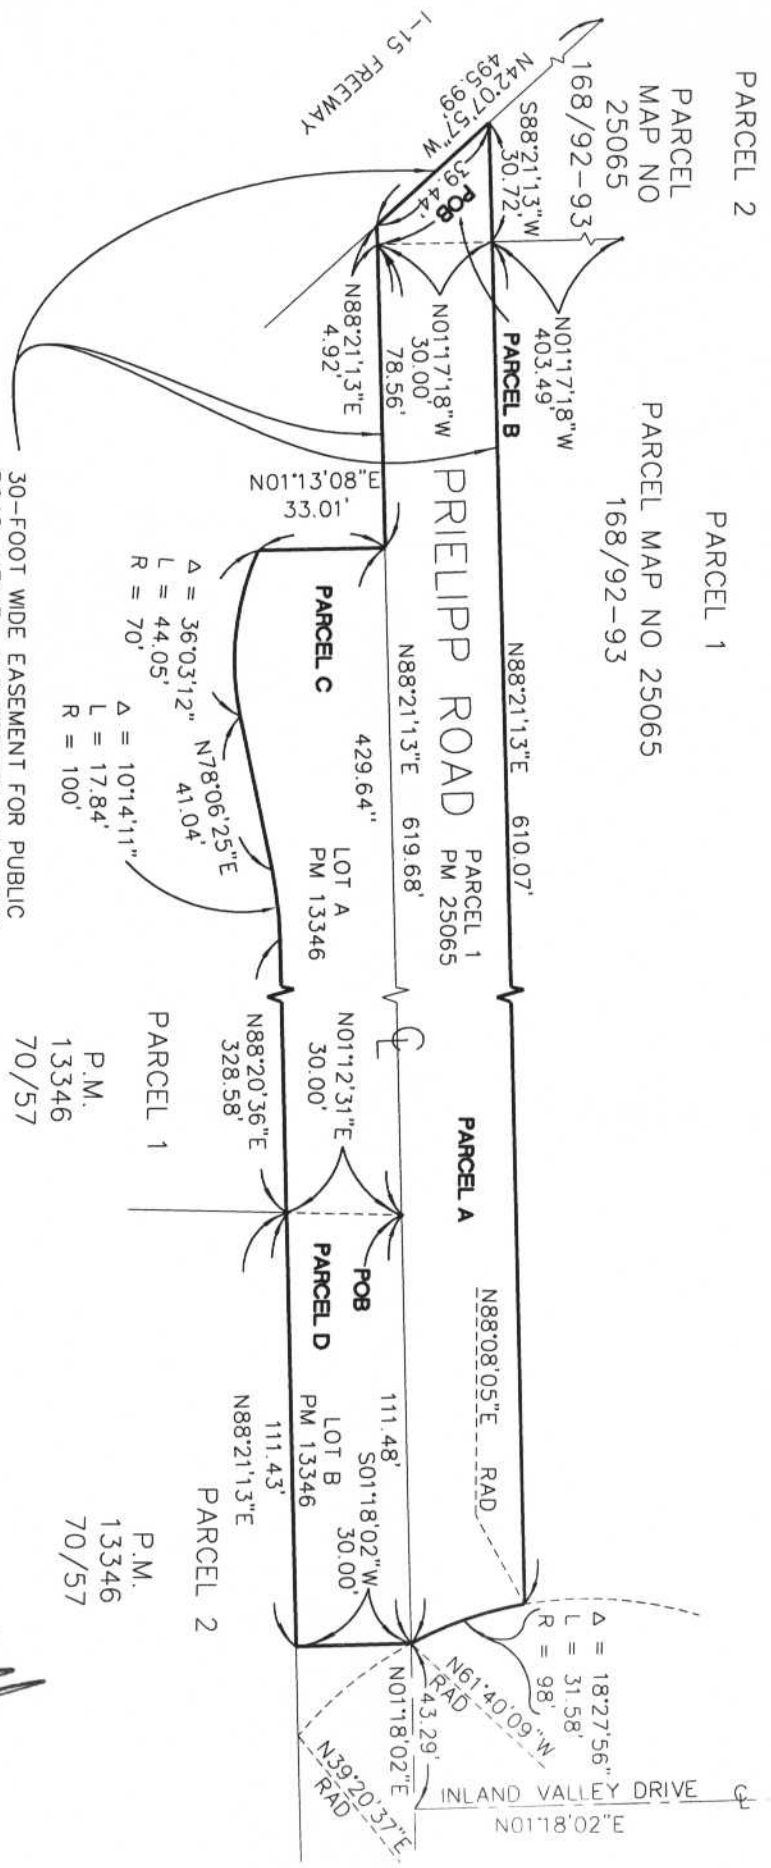 PARCEL 2
PARCEL
MAP NO
25065
168/92-93
PARCEL 1
PARCEL MAP NO 25065
168/92-93
I-15 FREEWAY
N42°07'57"W
495.99'
39.44'
S88°21'13"W
30.72'
POB
N01°17'18"W
403.49'
PARCEL B
N01°17'18"W
30.00'
78.56'
N88°21'13"E
4.92'
N01°13'08"E
33.01'
PRIELIPP ROAD
N88°21'13"E 610.07'
N88°21'13"E 619.68'
PARCEL 1
PM 25065
PARCEL C
429.64"
LOT A
PM 13346
Δ = 36°03'12"
L = 44.05'
R = 70'
N78°06'25"E
41.04'
Δ = 10°14'11"
L = 17.84'
R = 100'
30-FOOT WIDE EASEMENT FOR PUBLIC
CL
N01°12'31"E
30.00'
N88°20'36"E
328.58'
PARCEL 1
P.M.
13346
70/57
PARCEL A
POB
PARCEL D
N88°08'05"E RAD
111.48'
S01°18'02"W
30.00'
LOT B
PM 13346
111.43'
N88°21'13"E
PARCEL 2
P.M.
13346
70/57
Δ = 18°27'56"
L = 31.58'
R = 98'
N61°40'09"W
RAD
43.29'
N01°18'02"E
N39°20'37"E
RAD
INLAND VALLEY DRIVE CL
N01°18'02"E